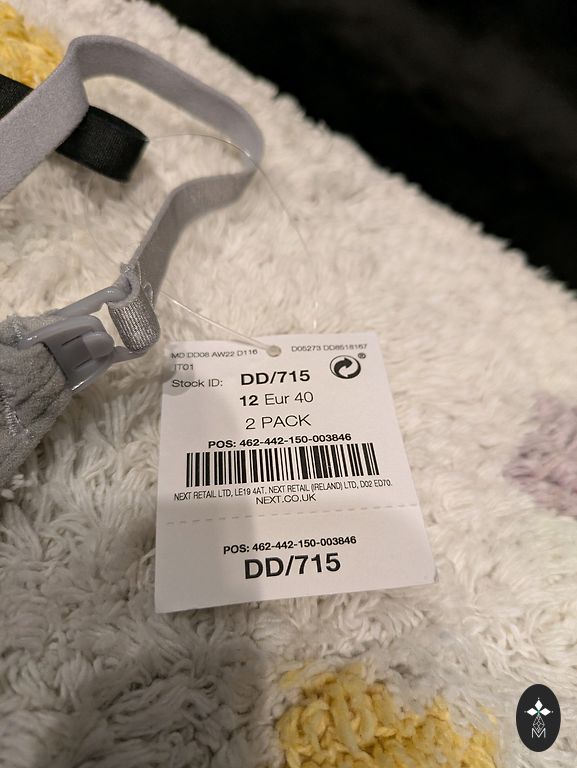 MD:DD08 AW22 D116 D05273 DD8518167
IT01
Stock ID: DD/715
®
12 Eur 40
2 PACK
POS: 462-442-150-003846
NEXT RETAIL LTD, LE19 4AT. NEXT RETAIL (IRELAND) LTD, D02 ED70.
NEXT.CO.UK
POS: 462-442-150-003846
DD/715
M